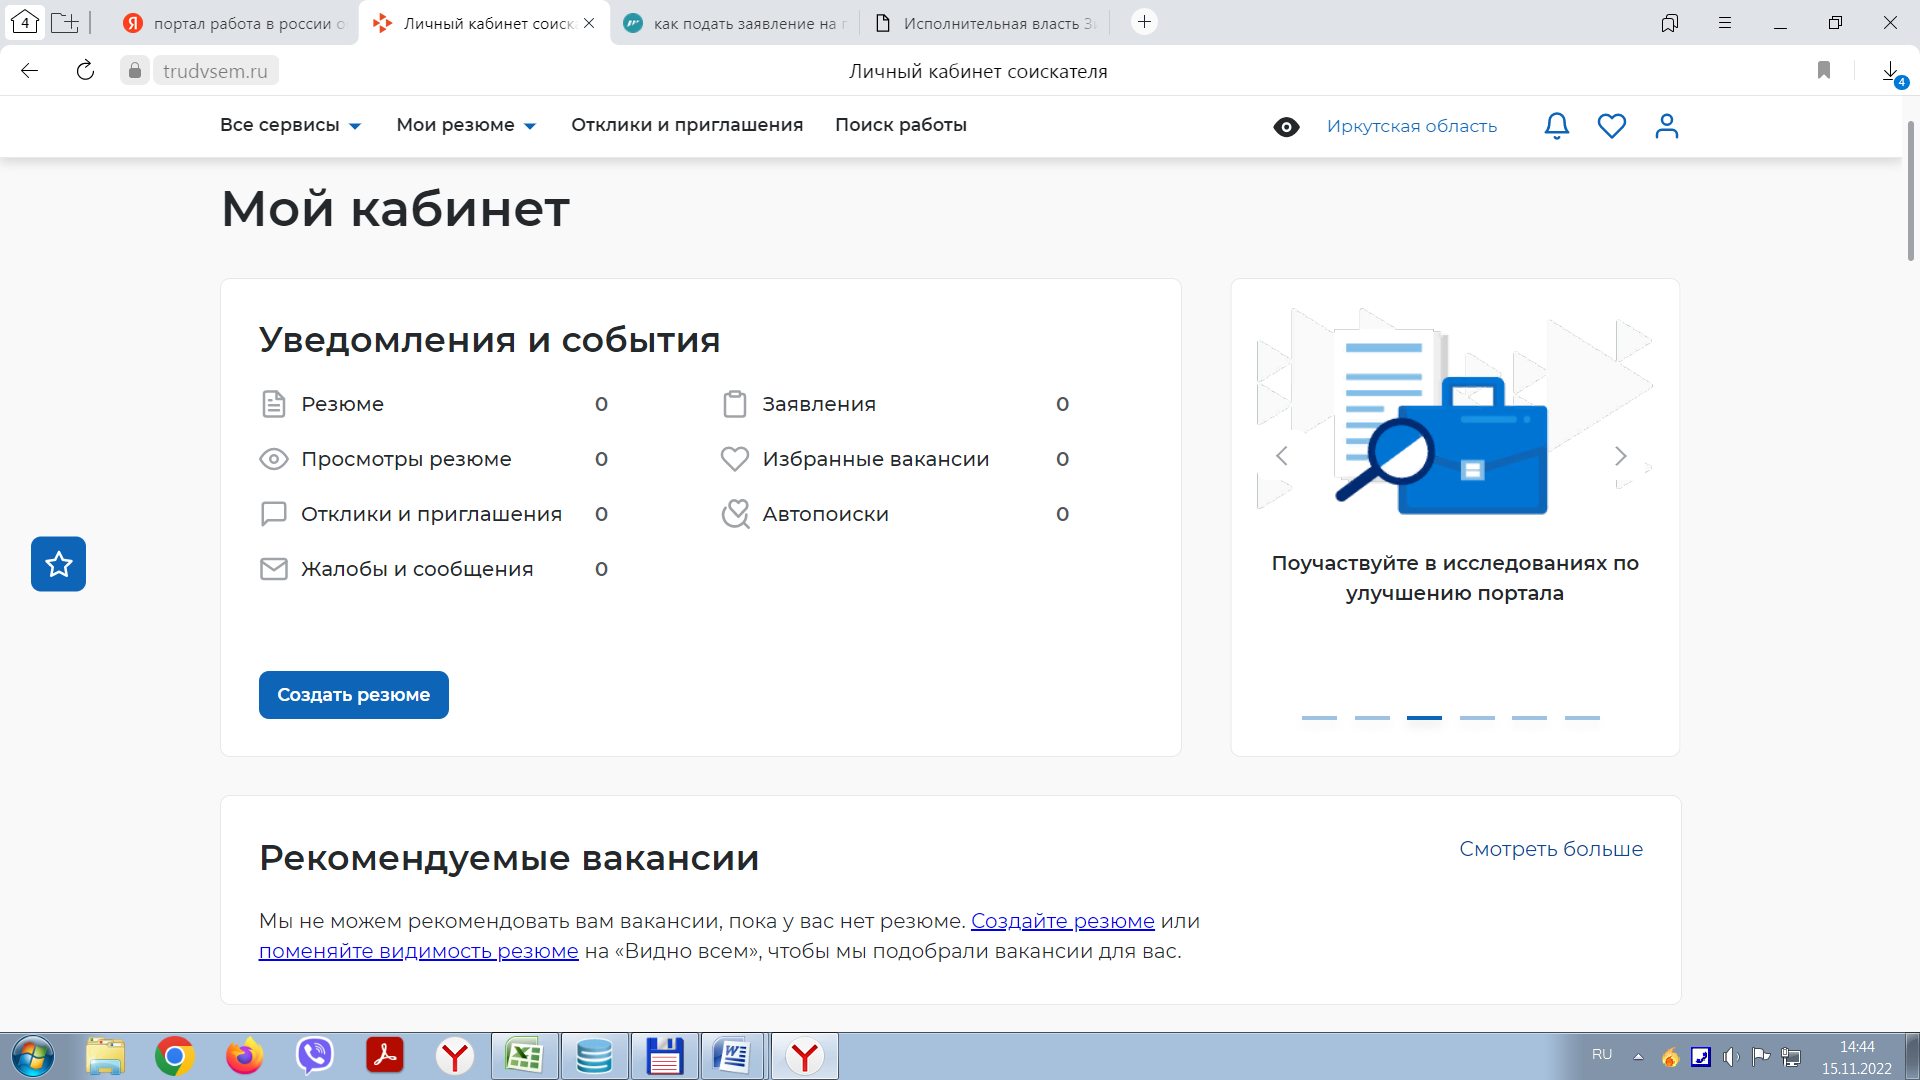 4
портал работа в россии о
Личный кабинет соиск
как подать заявление на
Исполнительная власть
trudvsem.ru
Личный кабинет соискателя
4
Все сервисы
Мои резюме
Отклики и приглашения
Поиск работы
Иркутская область
Мой кабинет
Уведомления и события
Резюме 0
Заявления 0
Просмотры резюме 0
Избранные вакансии 0
Отклики и приглашения 0
Автопоиски 0
Жалобы и сообщения 0
Создать резюме
Поучаствуйте в исследованиях по
улучшению портала
Рекомендуемые вакансии
Смотреть больше
Мы не можем рекомендовать вам вакансии, пока у вас нет резюме. Создайте резюме или
поменяйте видимость резюме на «Видно всем», чтобы мы подобрали вакансии для вас.
RU
14:44
15.11.2022